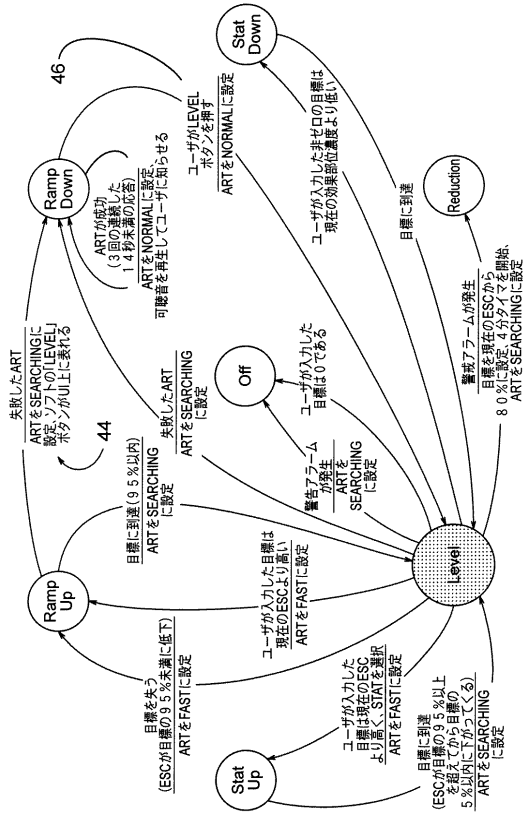 46
Stat
Down
Ramp
Down
ARTが成功
(3回の連続した
14秒未満の応答)
ARTをNORMALに設定、
可聴音を再生してユーザに知らせる
ユーザがLEVEL
ボタンを押す
ARTをNORMALに設定
ユーザが入力した非ゼロの目標は
現在の効果部位濃度より低い
目標に到達
Reduction
警戒アラームが発生
目標を現在のESCから
80%に設定、4分タイマを開始、
ARTをSEARCHINGに設定
失敗したART
ARTをSEARCHINGに
設定、ソフトの「LEVEL」
ボタンがUI上に表れる
44
失敗したART
ARTをSEARCHING
に設定
Off
ユーザが入力した
目標は0である
警告アラーム
が発生
ARTを
SEARCHING
に設定
目標に到達(95%以内)
ARTをSEARCHING
に設定
Ramp
Up
ユーザが入力した目標は
現在のESCより高い
ARTをFASTに設定
Level
目標を失う
(ESCが目標の95%未満に低下)
ARTをFASTに設定
ユーザが入力した
目標は現在のESC
より高く、STATを選択
ARTをFASTに設定
Stat
Up
目標に到達
(ESCが目標の95%以上
を超えてから目標の
5%以内に下がってくる)
ARTをSEARCHING
に設定